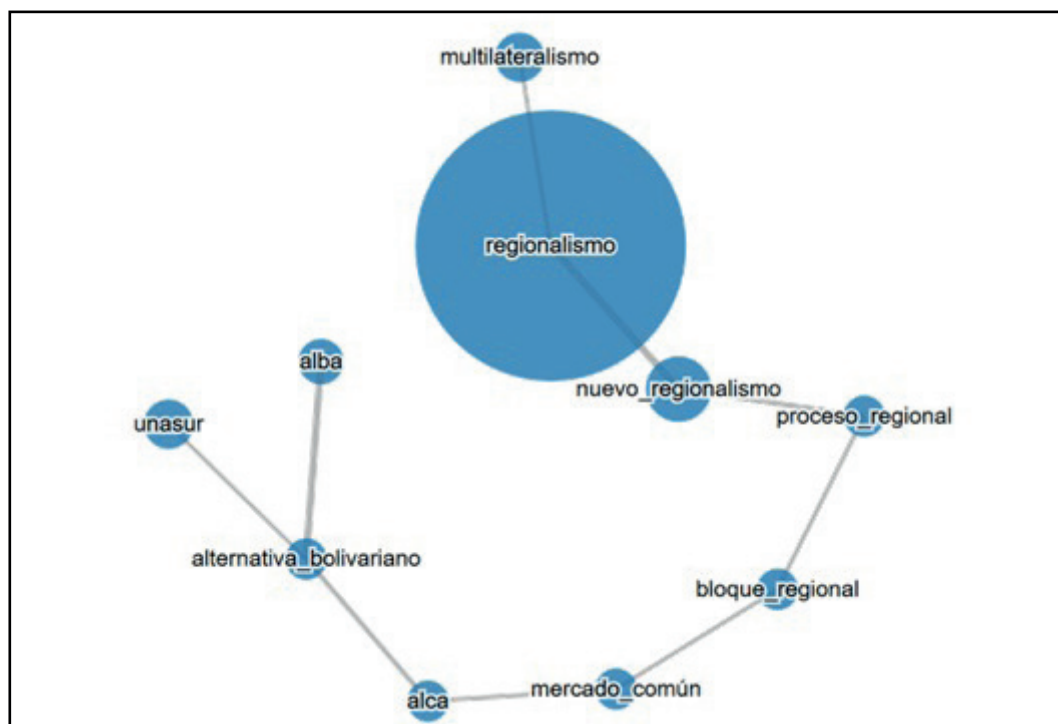 multilateralismo
regionalismo
alba
nuevo_regionalismo
unasur
proceso_regional
alternativa_bolivariano
bloque_regional
mercado_común
alca